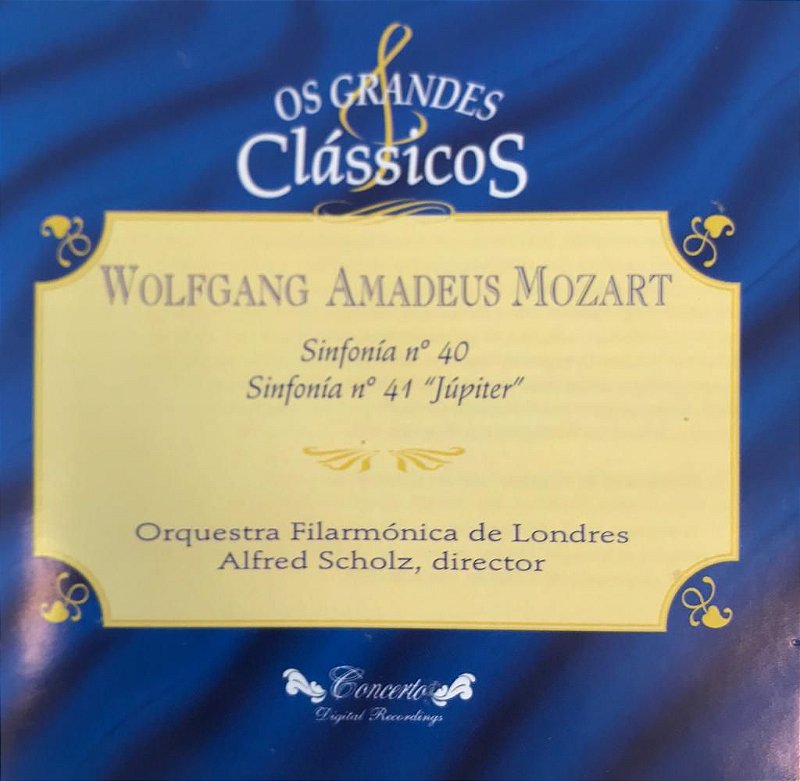 OS GRANDES
ClássicoS
WOLFGANG AMADEUS MOZART
Sinfonía nº 40
Sinfonía nº 41 “Júpiter”
Orquestra Filarmónica de Londres
Alfred Scholz, director
Concerto
Digital Recordings